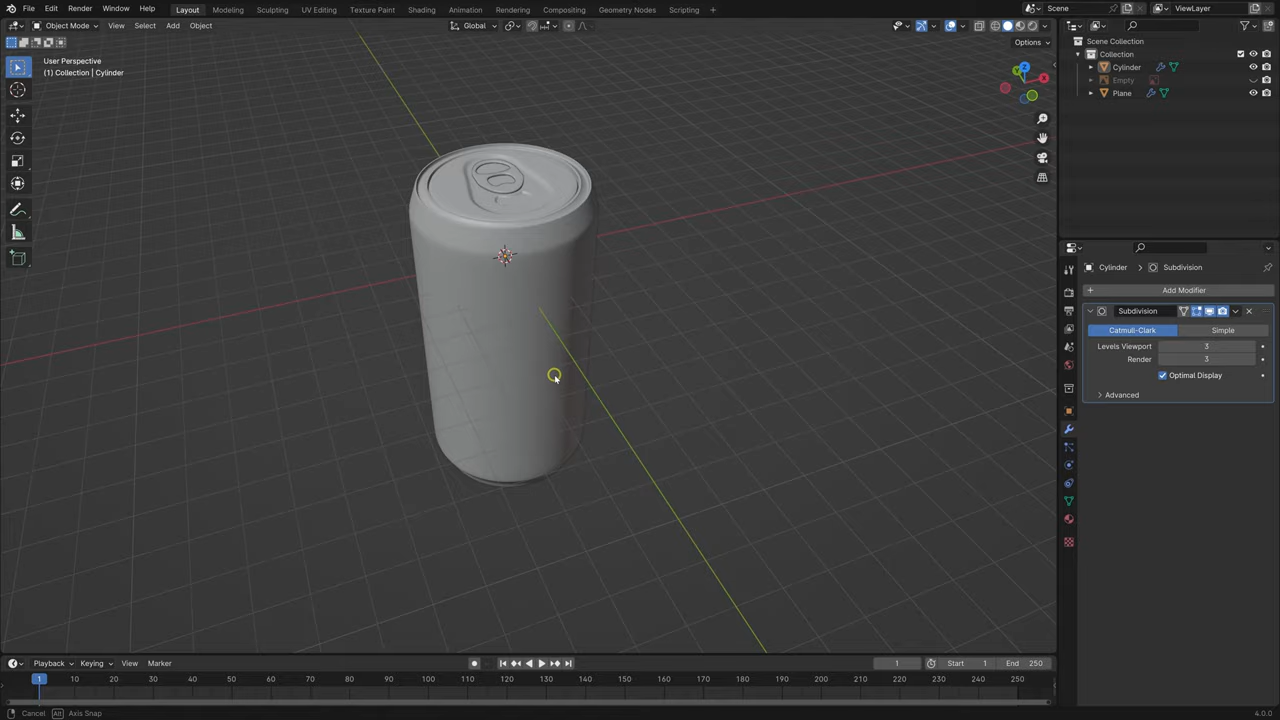 File Edit Render Window Help Layout Modeling Sculpting UV Editing Texture Paint Shading Animation Rendering Compositing Geometry Nodes Scripting Scene ViewLayer
Object Mode View Select Add Object Global
Options
User Perspective
(1) Collection | Cylinder
Scene Collection
Collection
Cylinder
Empty
Plane
Z
Y
X
Cylinder Subdivision
Add Modifier
Subdivision
Catmull-Clark Simple
Levels Viewport 3
Render 3
Optimal Display
Advanced
Playback Keying View Marker 1 Start 1 End 250
1 10 20 30 40 50 60 70 80 90 100 110 120 130 140 150 160 170 180 190 200 210 220 230 240 250
Cancel Alt Axis Snap 4.0.0